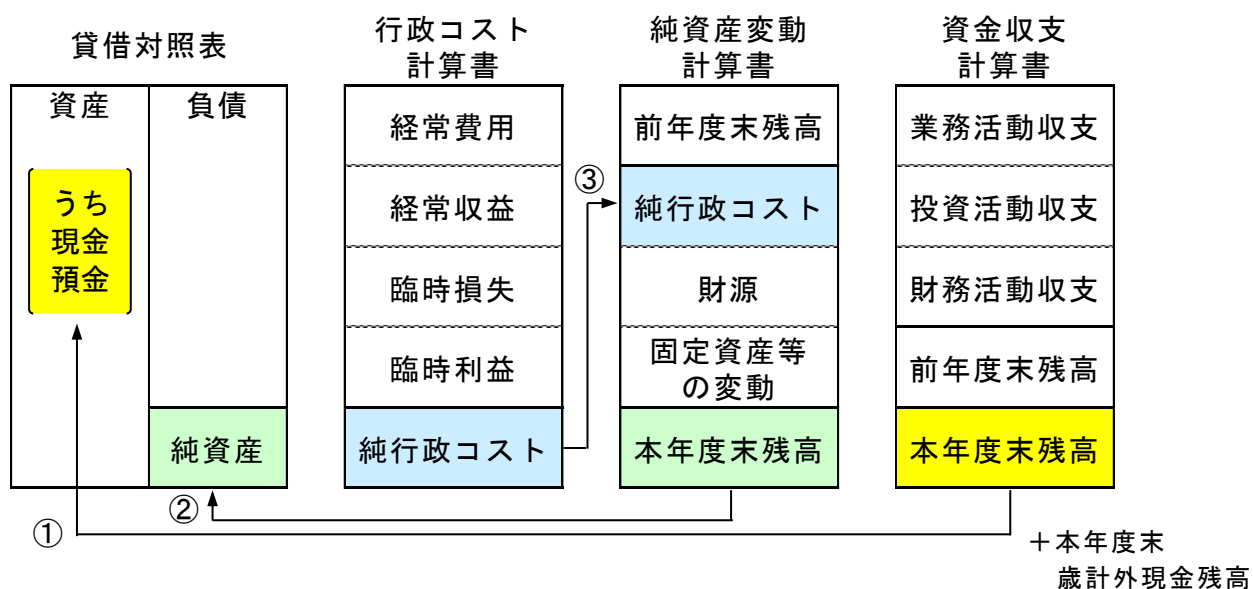 貸借対照表
資産
負債
うち
現金
預金
純資産
行政コスト
計算書
経常費用
経常収益
臨時損失
臨時利益
純行政コスト
純資産変動
計算書
前年度末残高
純行政コスト
財源
固定資産等
の変動
本年度末残高
資金収支
計算書
業務活動収支
投資活動収支
財務活動収支
前年度末残高
本年度末残高
③
②
①
＋本年度末
歳計外現金残高